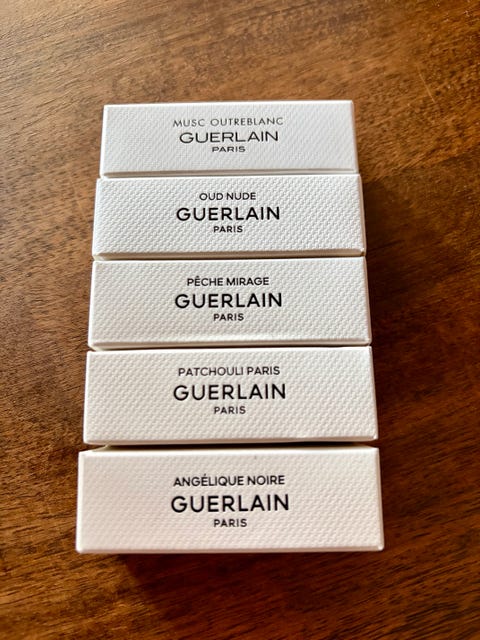 MUSC OUTREBLANC
GUERLAIN
PARIS
OUD NUDE
GUERLAIN
PARIS
PÊCHE MIRAGE
GUERLAIN
PARIS
PATCHOULI PARIS
GUERLAIN
PARIS
ANGÉLIQUE NOIRE
GUERLAIN
PARIS